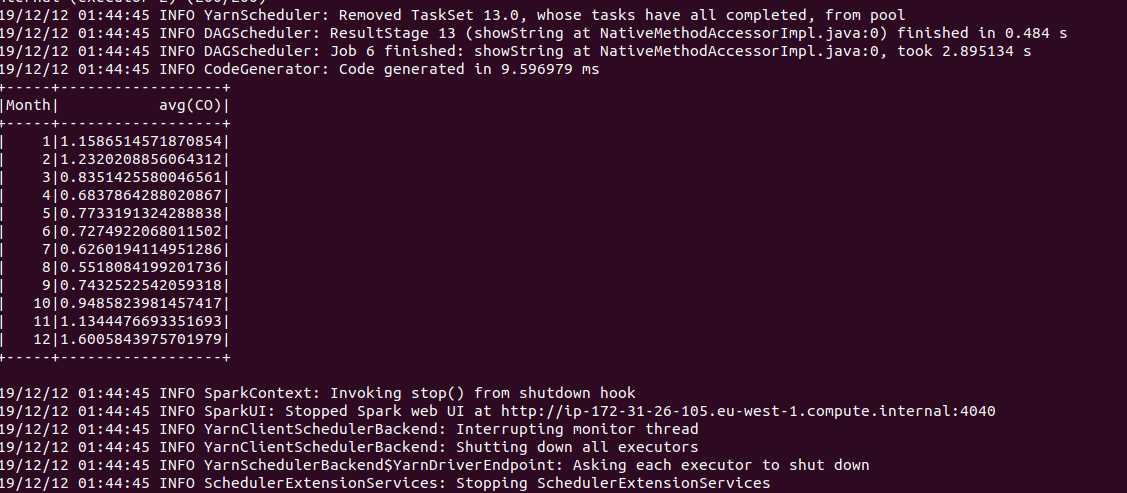 19/12/12 01:44:45 INFO YarnScheduler: Removed TaskSet 13.0, whose tasks have all completed, from pool
19/12/12 01:44:45 INFO DAGScheduler: ResultStage 13 (showString at NativeMethodAccessorImpl.java:0) finished in 0.484 s
19/12/12 01:44:45 INFO DAGScheduler: Job 6 finished: showString at NativeMethodAccessorImpl.java:0, took 2.895134 s
19/12/12 01:44:45 INFO CodeGenerator: Code generated in 9.596979 ms
+-----+------------------+
|Month|           avg(CO)|
+-----+------------------+
|    1|1.1586514571870854|
|    2|1.2320208856064312|
|    3|0.8351425580046561|
|    4|0.6837864288020867|
|    5|0.7733191324288838|
|    6|0.7274922068011502|
|    7|0.6260194114951286|
|    8|0.5518084199201736|
|    9|0.7432522542059318|
|   10|0.9485823981457417|
|   11|1.1344476693351693|
|   12|1.6005843975701979|
+-----+------------------+
19/12/12 01:44:45 INFO SparkContext: Invoking stop() from shutdown hook
19/12/12 01:44:45 INFO SparkUI: Stopped Spark web UI at http://ip-172-31-26-105.eu-west-1.compute.internal:4040
19/12/12 01:44:45 INFO YarnClientSchedulerBackend: Interrupting monitor thread
19/12/12 01:44:45 INFO YarnClientSchedulerBackend: Shutting down all executors
19/12/12 01:44:45 INFO YarnSchedulerBackend$YarnDriverEndpoint: Asking each executor to shut down
19/12/12 01:44:45 INFO SchedulerExtensionServices: Stopping SchedulerExtensionServices